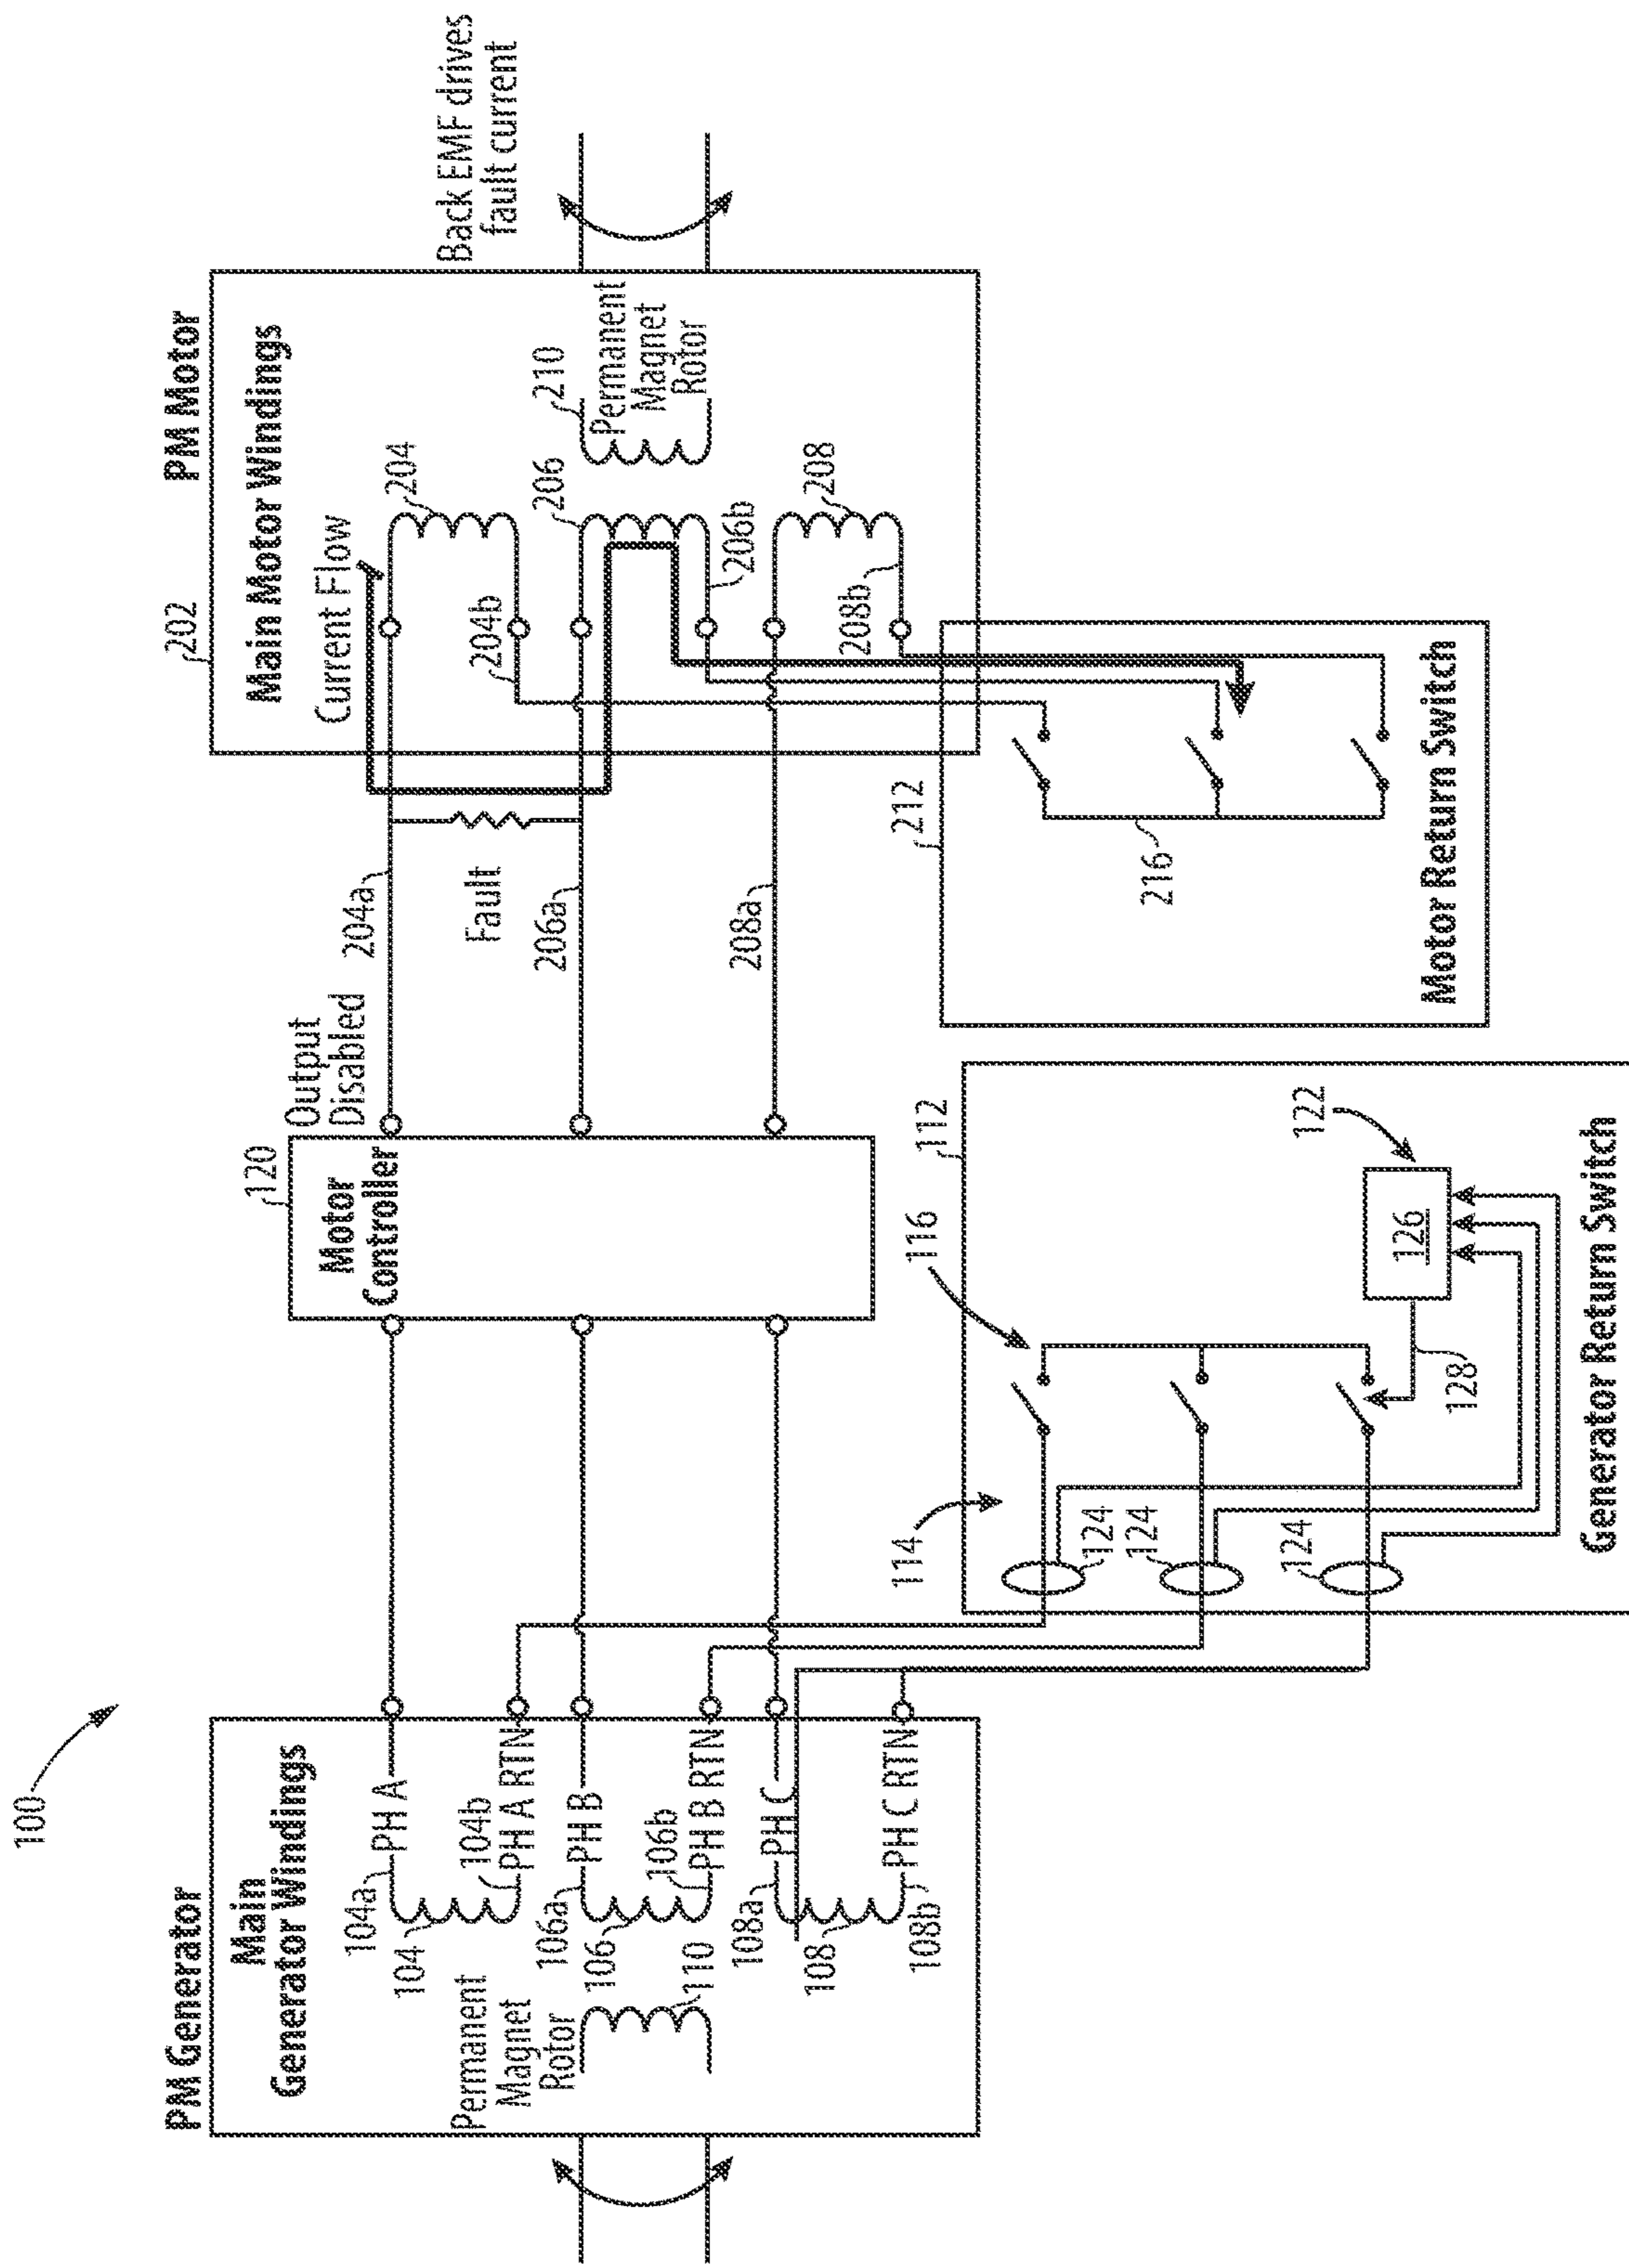 100
PM Generator
Main
Generator Windings
104a
PH A
104
104b
PH A RTN
Permanent
Magnet
Rotor
106a
PH B
106
106b
PH B RTN
110
108a
PH C
108
PH C RTN
108b
120
Motor
Controller
Output
Disabled
204a
Fault
206a
208a
PM Motor
202
Main Motor Windings
Current Flow
204
204b
206
210
Permanent
Magnet
Rotor
206b
208
208b
Back EMF drives
fault current
112
114
116
124
124
124
122
126
128
Generator Return Switch
212
216
Motor Return Switch